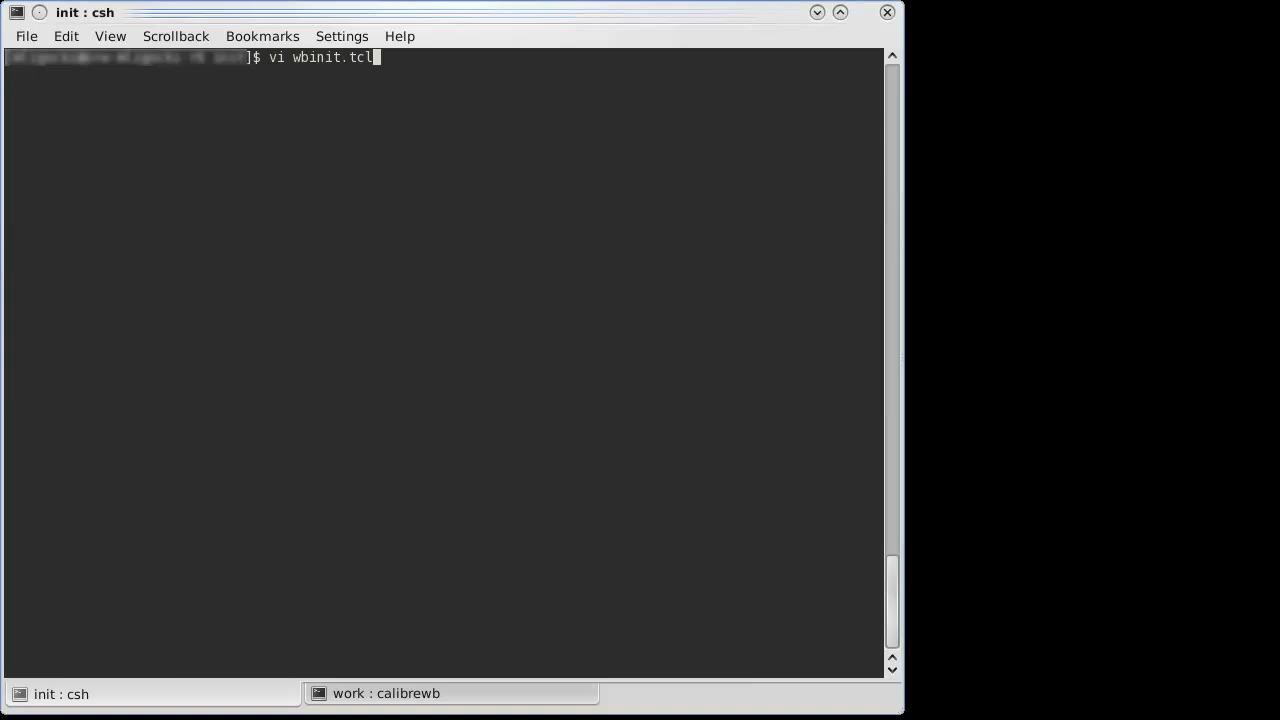 init : csh
File Edit View Scrollback Bookmarks Settings Help
]$ vi wbinit.tcl
init : csh
work : calibrewb